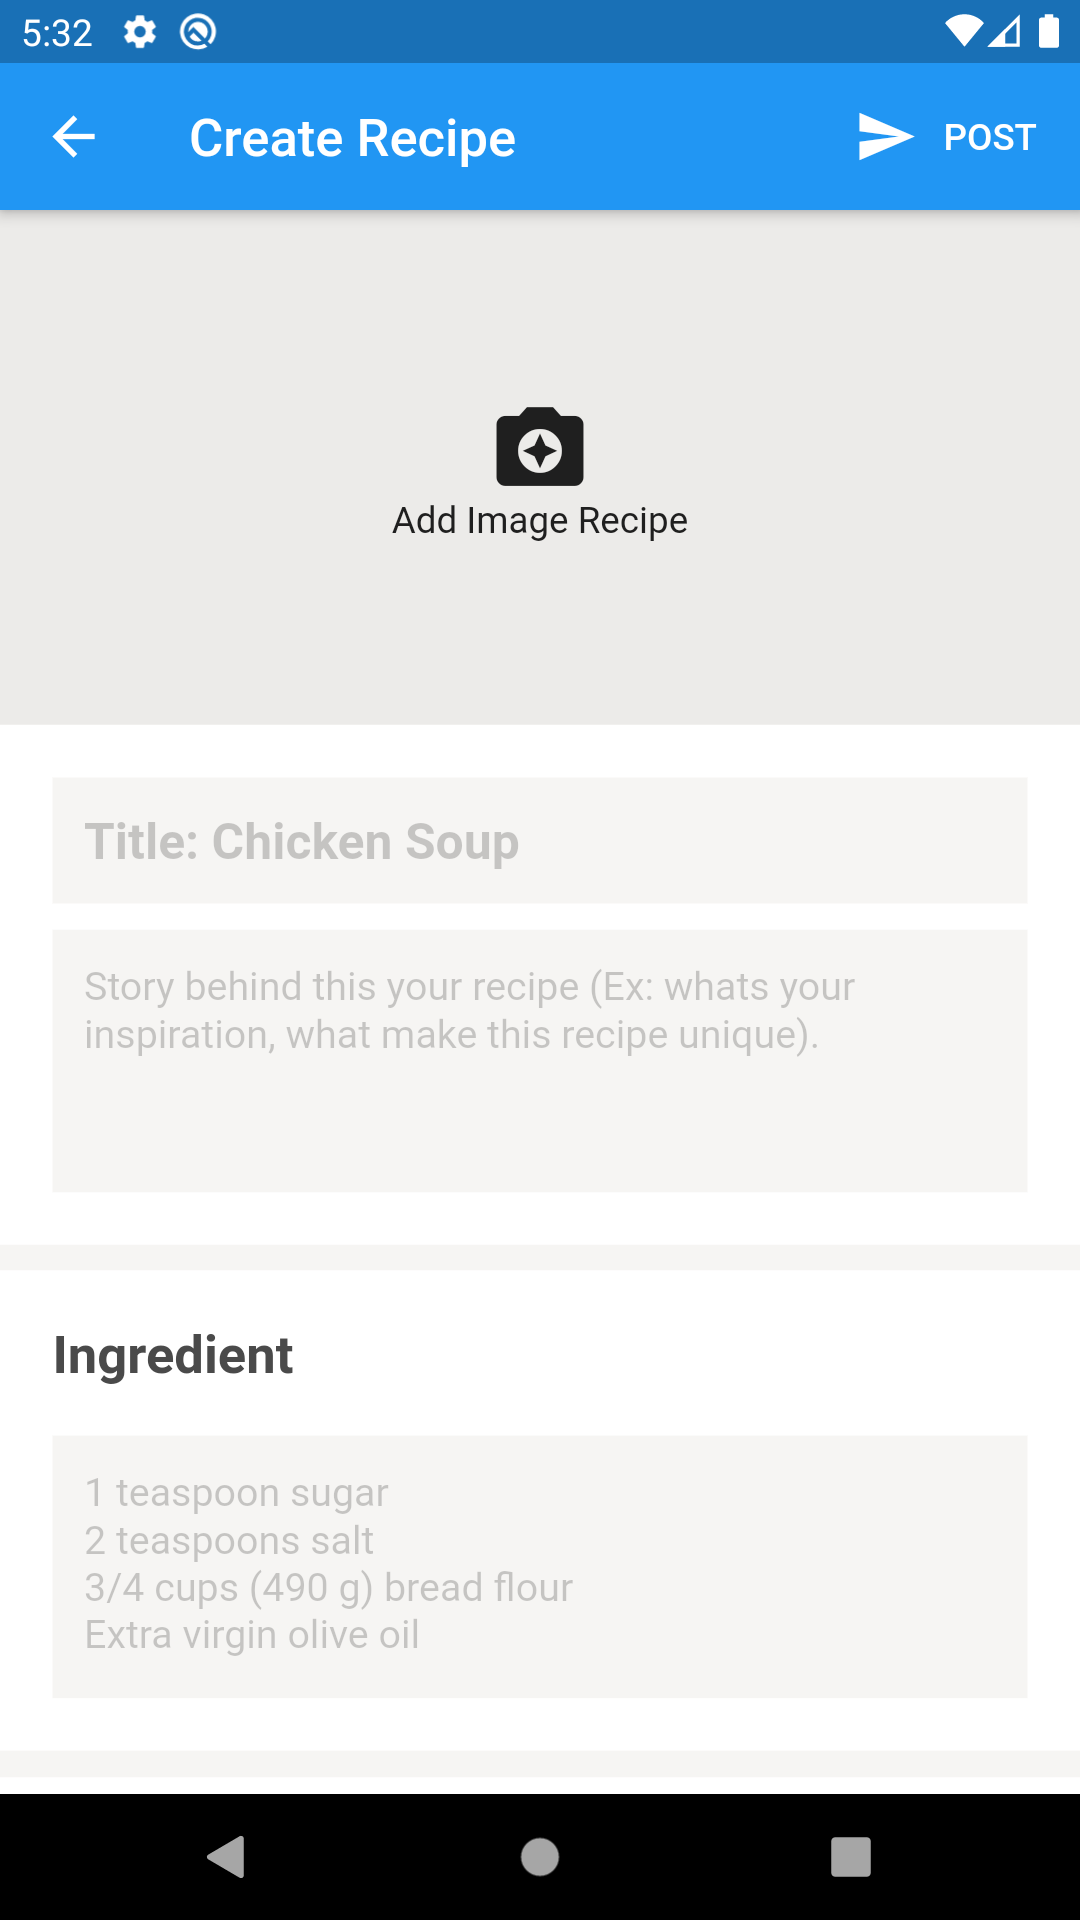 5:32
Create Recipe
POST
Add Image Recipe
Title: Chicken Soup
Story behind this your recipe (Ex: whats your
inspiration, what make this recipe unique).
Ingredient
1 teaspoon sugar
2 teaspoons salt
3/4 cups (490 g) bread flour
Extra virgin olive oil